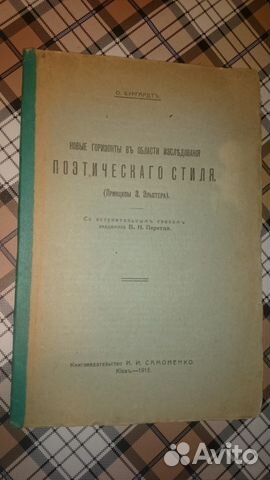 О. БУРГАРДТЪ.
НОВЫЕ ГОРИЗОНТЫ ВЪ ОБЛАСТИ ИЗСЛѢДОВАНІЯ
ПОЭТИЧЕСКАГО СТИЛЯ.
(Принципы Э. Эльстера).
Со вступительнымъ словомъ
академика В. Н. Перетца.
Книгоиздательство И. И. САМОНЕНКО.
Кіевъ—1915.
Avito